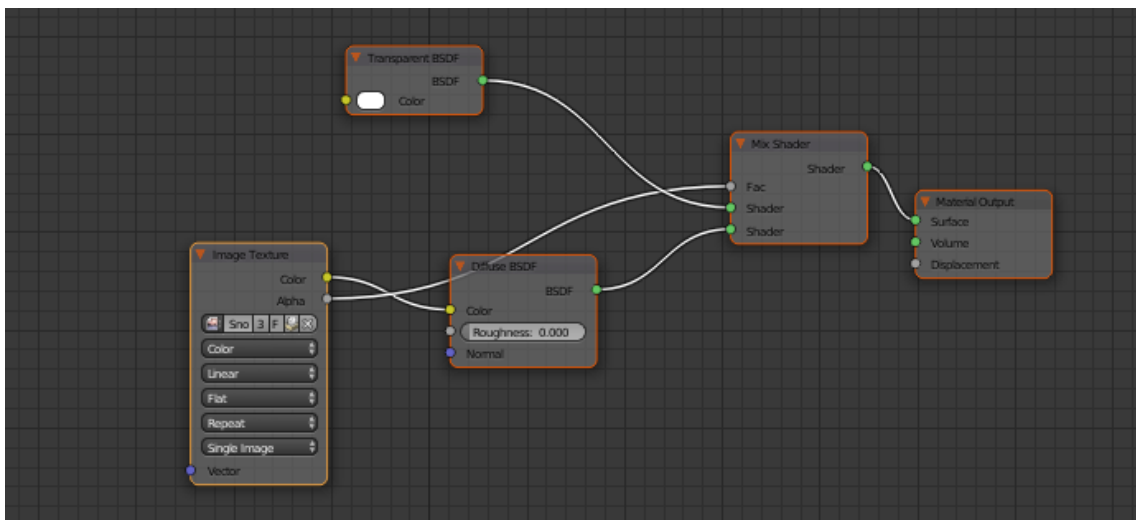 Transparent BSDF
BSDF
Color
Mix Shader
Shader
Fac
Shader
Shader
Material Output
Surface
Volume
Displacement
Image Texture
Color
Alpha
Sno 3 F
Color
Linear
Flat
Repeat
Single Image
Vector
Diffuse BSDF
BSDF
Color
Roughness: 0.000
Normal